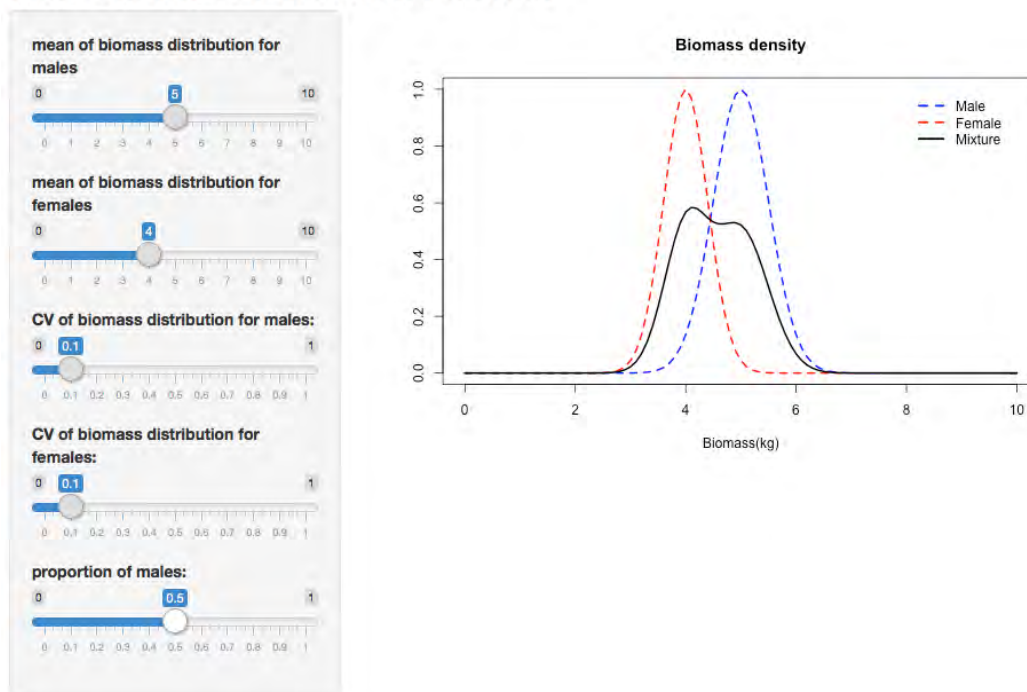 mean of biomass distribution for
males
0 5 10
0 1 2 3 4 5 6 7 8 9 10
mean of biomass distribution for
females
0 4 10
0 1 2 3 4 5 6 7 8 9 10
CV of biomass distribution for males:
0 0.1 1
0 0.1 0.2 0.3 0.4 0.5 0.6 0.7 0.8 0.9 1
CV of biomass distribution for
females:
0 0.1 1
0 0.1 0.2 0.3 0.4 0.5 0.6 0.7 0.8 0.9 1
proportion of males:
0 0.5 1
0 0.1 0.2 0.3 0.4 0.5 0.6 0.7 0.8 0.9 1
Biomass density
1.0
0.8
0.6
0.4
0.2
0.0
Male
Female
Mixture
0 2 4 6 8 10
Biomass(kg)